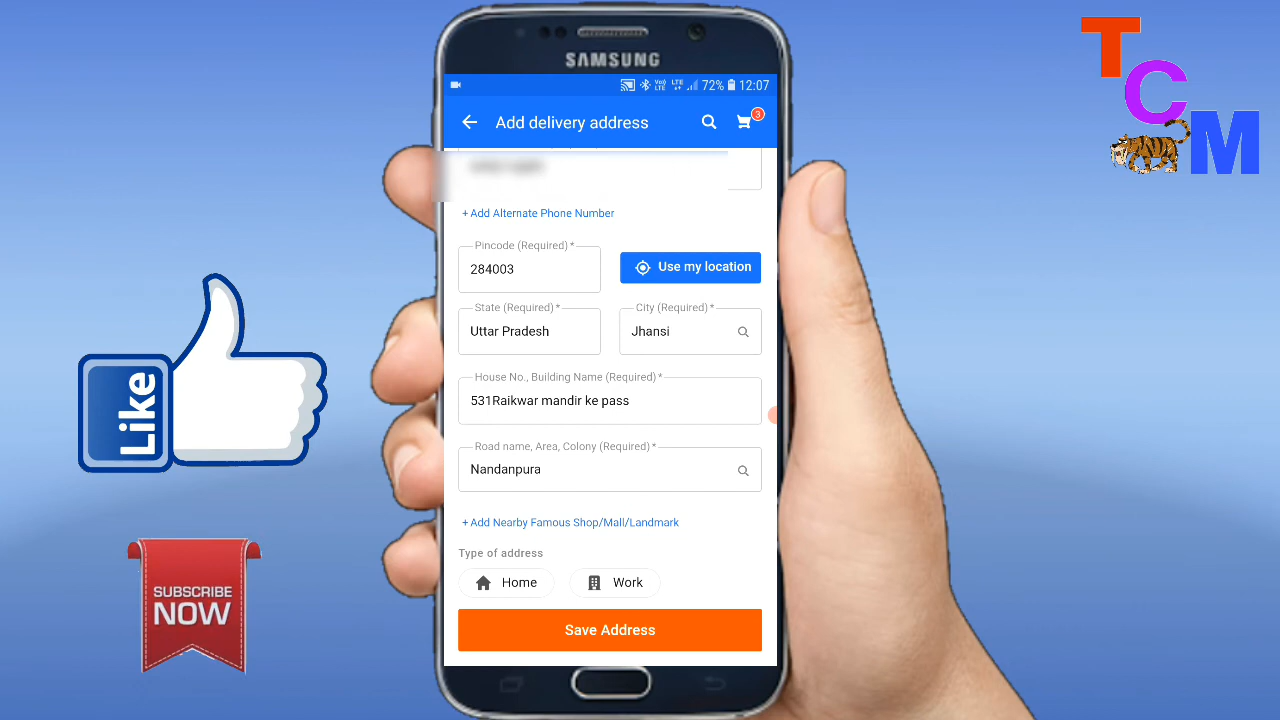 SAMSUNG
72% 12:07
Add delivery address
3
+ Add Alternate Phone Number
Pincode (Required) *
284003
Use my location
State (Required) *
Uttar Pradesh
City (Required) *
Jhansi
House No., Building Name (Required) *
531Raikwar mandir ke pass
Road name, Area, Colony (Required) *
Nandanpura
+ Add Nearby Famous Shop/Mall/Landmark
Type of address
Home
Work
Save Address
Like
SUBSCRIBE
NOW
T
C
M